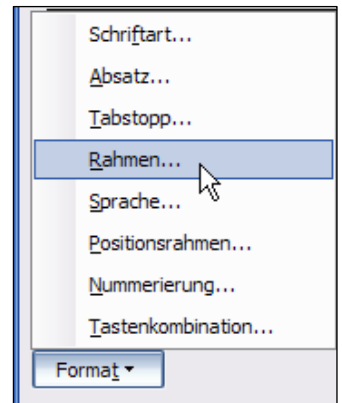 Schriftart...
Absatz...
Tabstopp...
Rahmen...
Sprache...
Positionsrahmen...
Nummerierung...
Tastenkombination...
Format